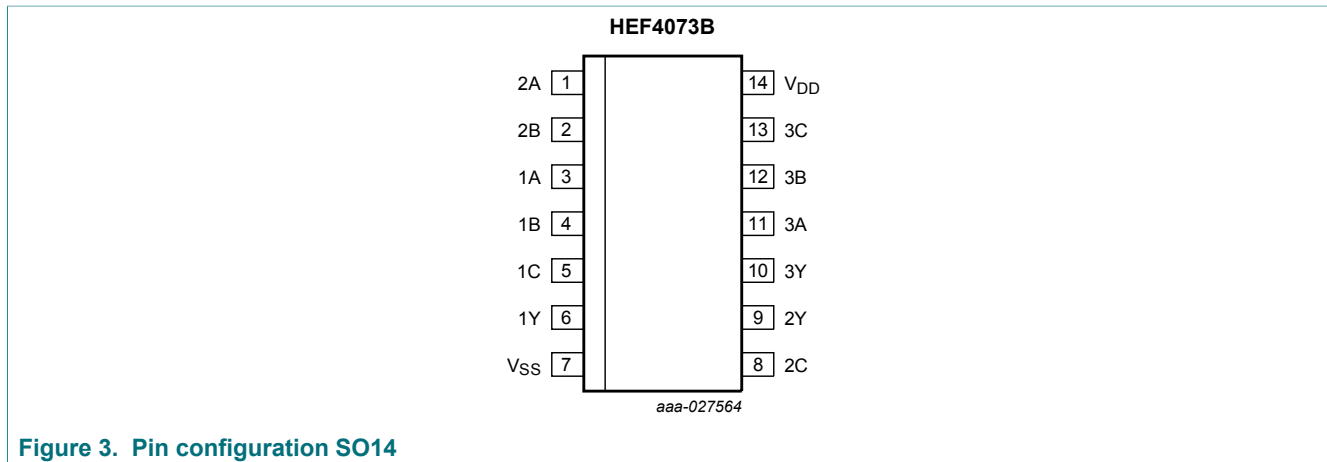 HEF4073B
2A 1 14 VDD
2B 2 13 3C
1A 3 12 3B
1B 4 11 3A
1C 5 10 3Y
1Y 6 9 2Y
VSS 7 8 2C
aaa-027564
Figure 3. Pin configuration SO14